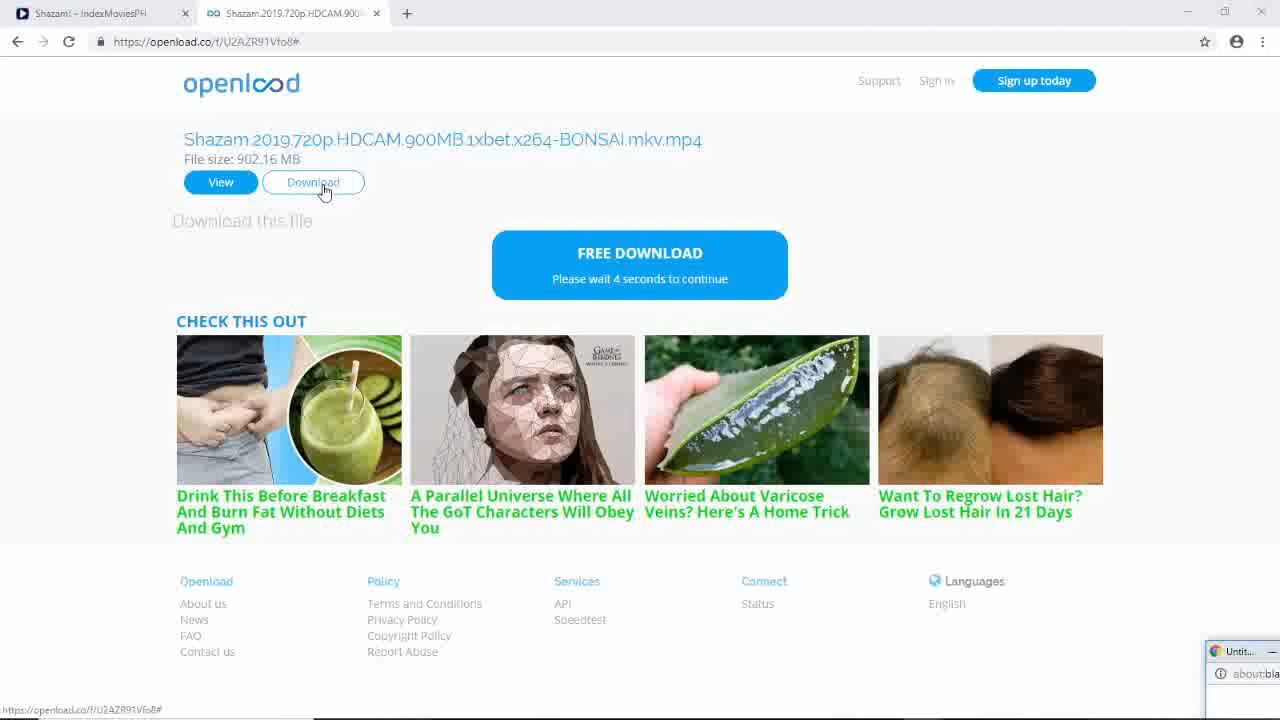 Shazam! – IndexMoviesPH
Shazam.2019.720p.HDCAM.900M
https://openload.co/f/U2AZR91Vfo8#
openload
Support
Sign in
Sign up today
Shazam.2019.720p.HDCAM.900MB.1xbet.x264-BONSAI.mkv.mp4
File size: 902.16 MB
View
Download
Download this file
FREE DOWNLOAD
Please wait 4 seconds to continue
CHECK THIS OUT
GAME OF THRONES
Drink This Before Breakfast
And Burn Fat Without Diets
And Gym
A Parallel Universe Where All
The GoT Characters Will Obey
You
Worried About Varicose
Veins? Here's A Home Trick
Want To Regrow Lost Hair?
Grow Lost Hair In 21 Days
Openload
About us
News
FAQ
Contact us
Policy
Terms and Conditions
Privacy Policy
Copyright Policy
Report Abuse
Services
API
Speedtest
Connect
Status
Languages
English
Untit...
about:bla
https://openload.co/f/U2AZR91Vfo8#